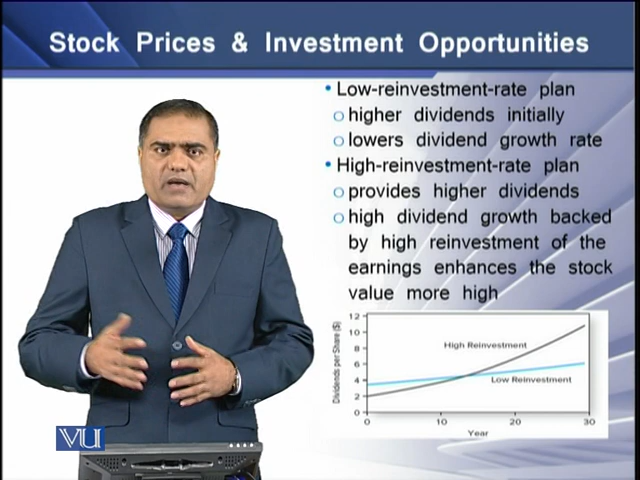 Stock Prices & Investment Opportunities
• Low-reinvestment-rate plan
o higher dividends initially
o lowers dividend growth rate
• High-reinvestment-rate plan
o provides higher dividends
o high dividend growth backed
by high reinvestment of the
earnings enhances the stock
value more high
Dividends per Share ($)
12
10
8
6
4
2
0
High Reinvestment
Low Reinvestment
0 10 20 30
Year
VU